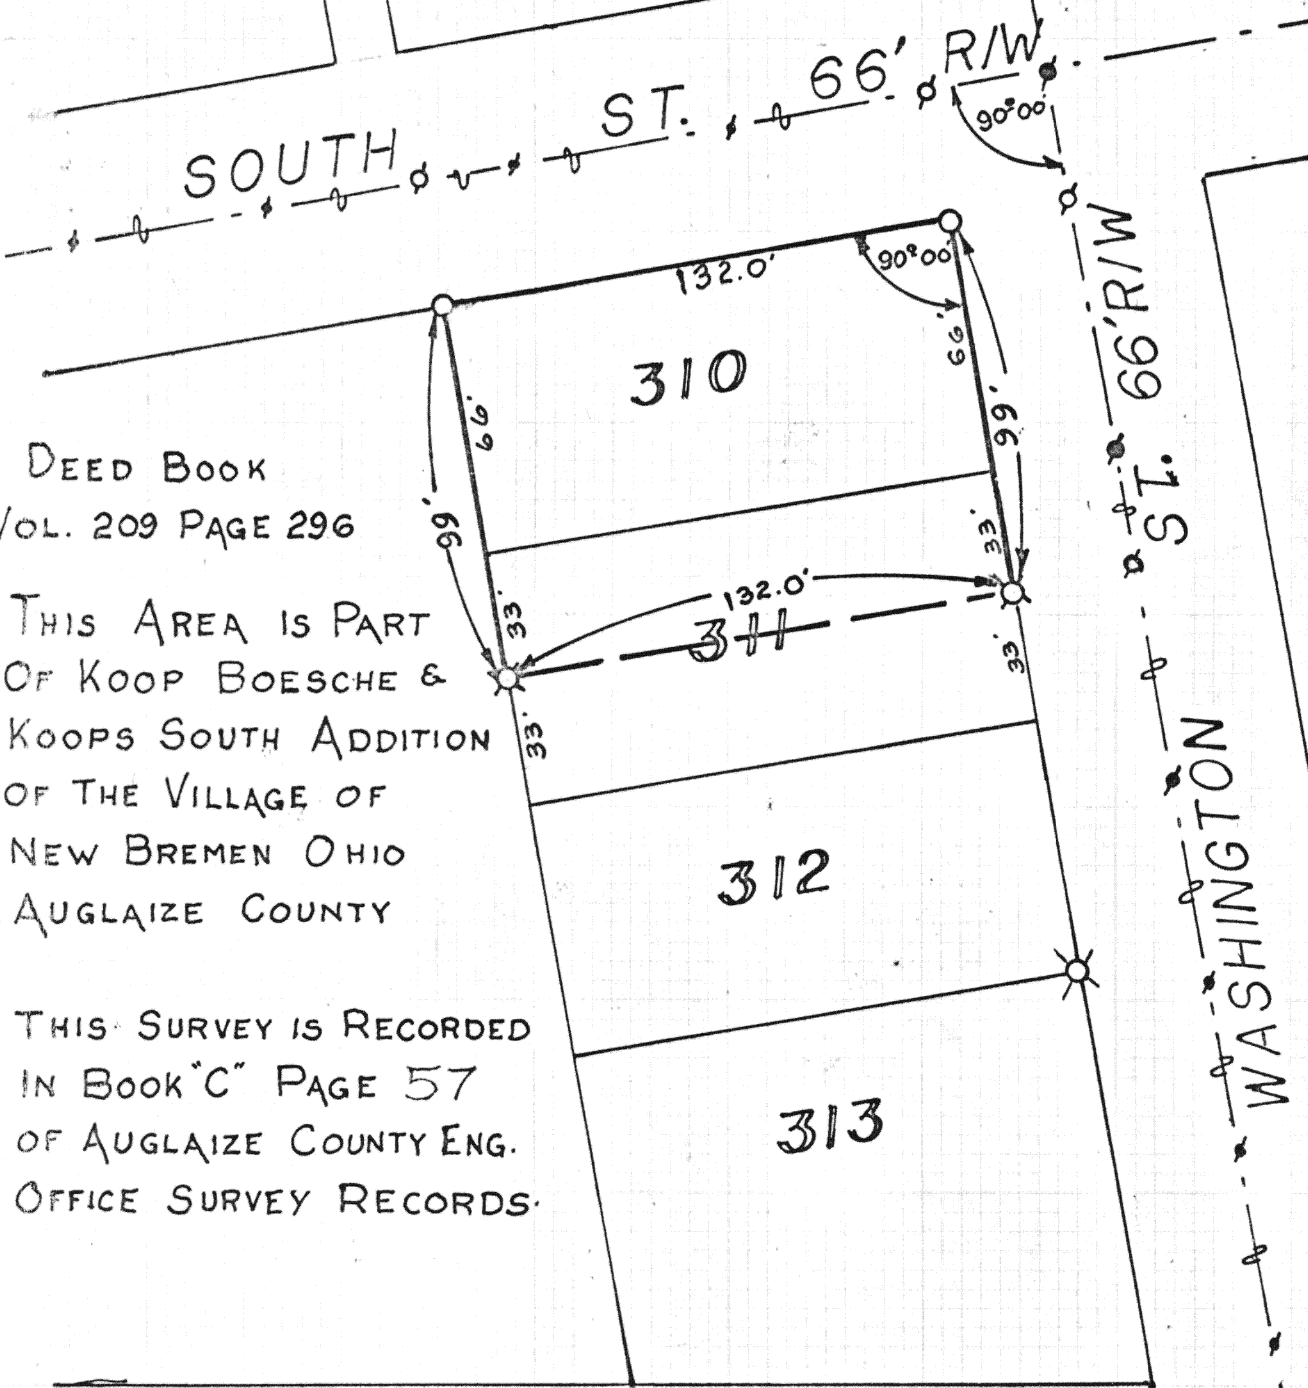 SOUTH ST. 66' R/W
90°00'
132.0'
90°00'
310
66'
66'
99'
99'
66' R/W
WASHINGTON ST.
33'
33'
132.0'
311
33'
33'
312
313
DEED BOOK
VOL. 209 PAGE 296
THIS AREA IS PART
OF KOOP BOESCHE &
KOOPS SOUTH ADDITION
OF THE VILLAGE OF
NEW BREMEN OHIO
AUGLAIZE COUNTY
THIS SURVEY IS RECORDED
IN BOOK "C" PAGE 57
OF AUGLAIZE COUNTY ENG.
OFFICE SURVEY RECORDS.